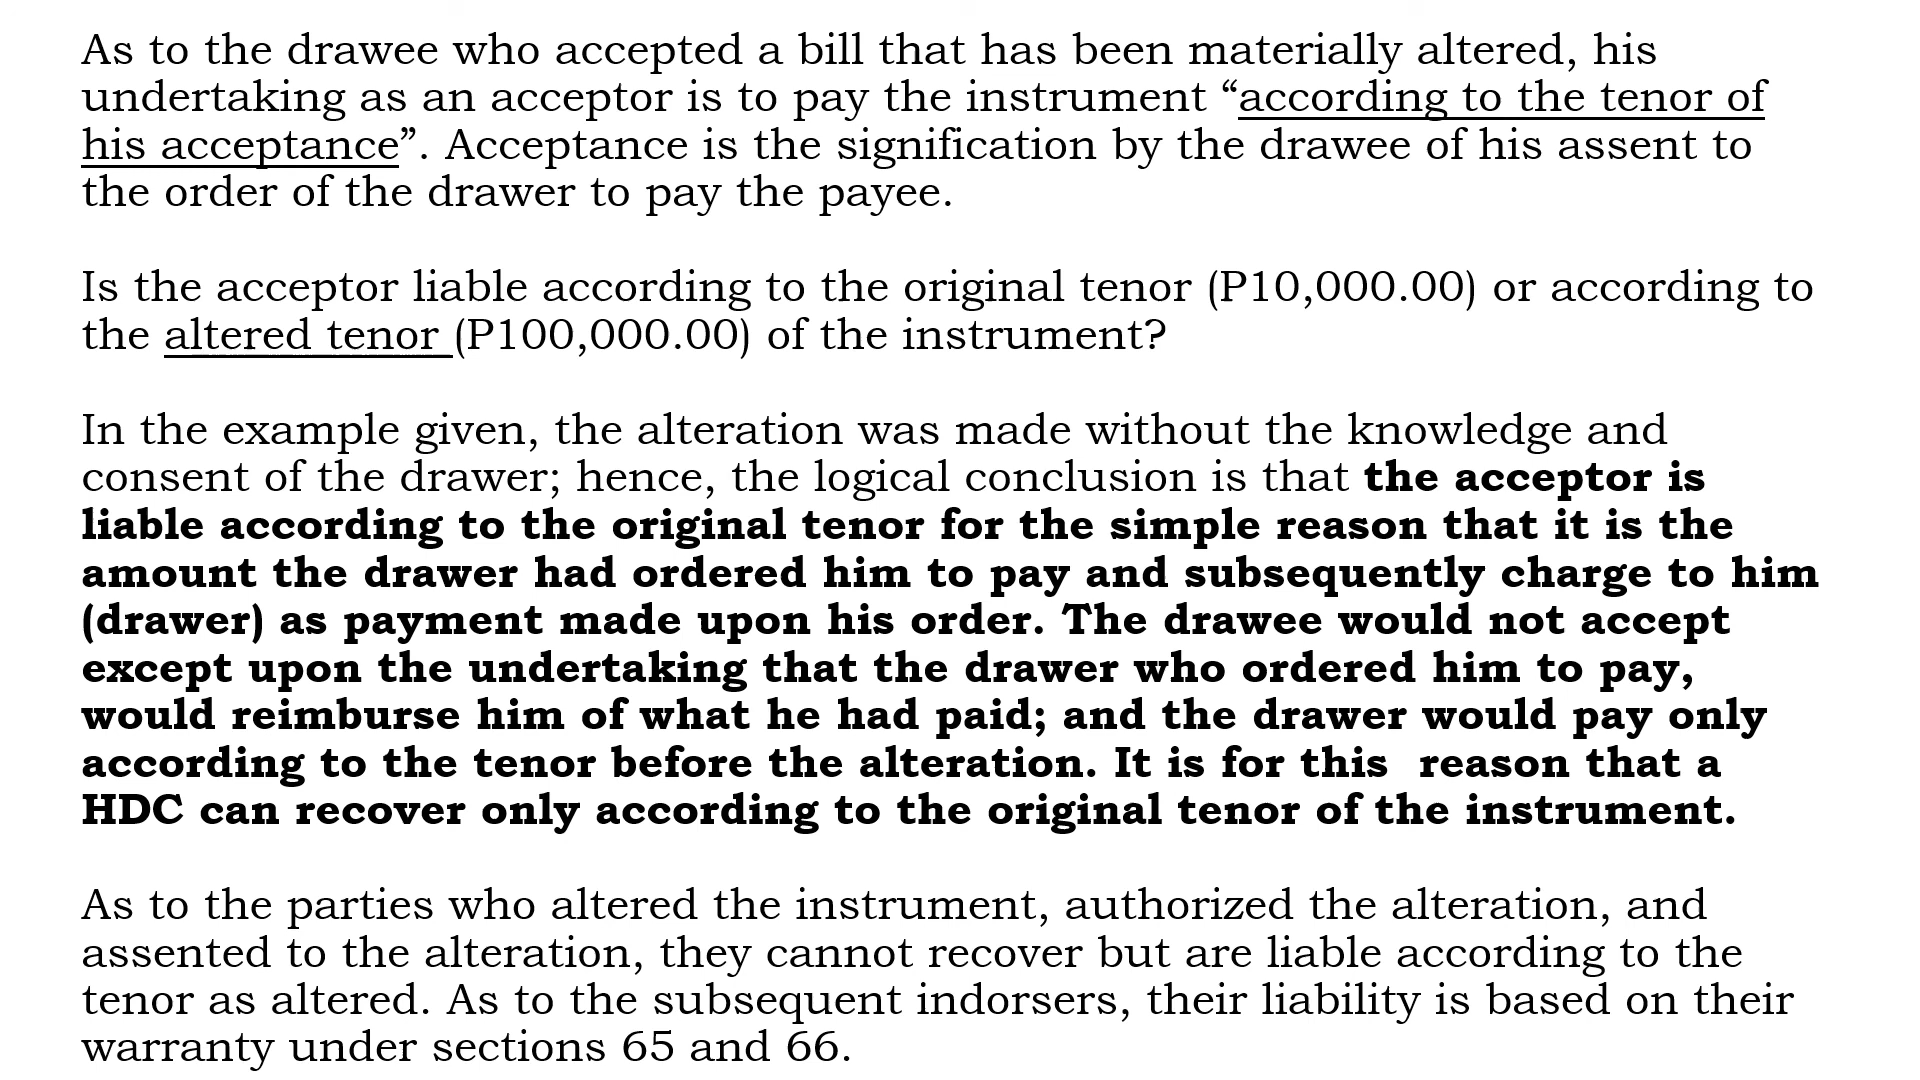 As to the drawee who accepted a bill that has been materially altered, his
undertaking as an acceptor is to pay the instrument “according to the tenor of
his acceptance”. Acceptance is the signification by the drawee of his assent to
the order of the drawer to pay the payee.
Is the acceptor liable according to the original tenor (P10,000.00) or according to
the altered tenor (P100,000.00) of the instrument?
In the example given, the alteration was made without the knowledge and
consent of the drawer; hence, the logical conclusion is that the acceptor is
liable according to the original tenor for the simple reason that it is the
amount the drawer had ordered him to pay and subsequently charge to him
(drawer) as payment made upon his order. The drawee would not accept
except upon the undertaking that the drawer who ordered him to pay,
would reimburse him of what he had paid; and the drawer would pay only
according to the tenor before the alteration. It is for this  reason that a
HDC can recover only according to the original tenor of the instrument.
As to the parties who altered the instrument, authorized the alteration, and
assented to the alteration, they cannot recover but are liable according to the
tenor as altered. As to the subsequent indorsers, their liability is based on their
warranty under sections 65 and 66.